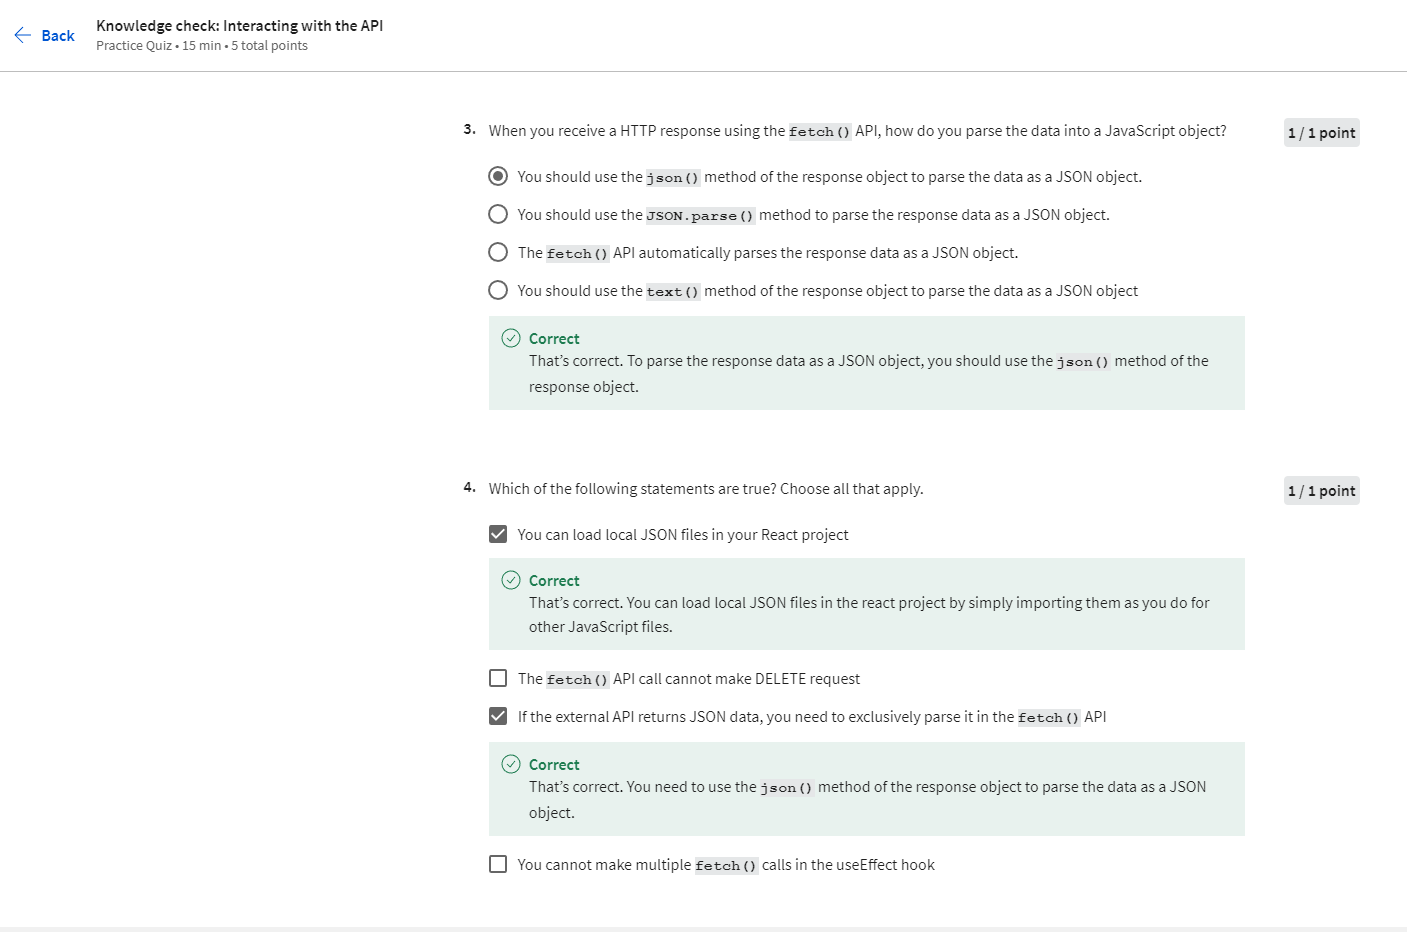 Back
Knowledge check: Interacting with the API
Practice Quiz • 15 min • 5 total points
3. When you receive a HTTP response using the fetch() API, how do you parse the data into a JavaScript object?
1 / 1 point
You should use the json() method of the response object to parse the data as a JSON object.
You should use the JSON.parse() method to parse the response data as a JSON object.
The fetch() API automatically parses the response data as a JSON object.
You should use the text() method of the response object to parse the data as a JSON object
Correct
That's correct. To parse the response data as a JSON object, you should use the json() method of the
response object.
4. Which of the following statements are true? Choose all that apply.
1 / 1 point
You can load local JSON files in your React project
Correct
That's correct. You can load local JSON files in the react project by simply importing them as you do for
other JavaScript files.
The fetch() API call cannot make DELETE request
If the external API returns JSON data, you need to exclusively parse it in the fetch() API
Correct
That's correct. You need to use the json() method of the response object to parse the data as a JSON
object.
You cannot make multiple fetch() calls in the useEffect hook